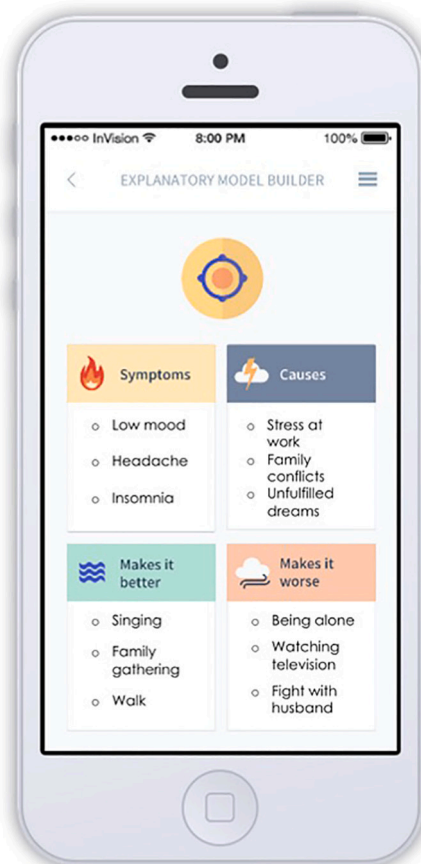 InVision 8:00 PM 100%
EXPLANATORY MODEL BUILDER
Symptoms
Low mood
Headache
Insomnia
Causes
Stress at
work
Family
conflicts
Unfulfilled
dreams
Makes it
better
Singing
Family
gathering
Walk
Makes it
worse
Being alone
Watching
television
Fight with
husband